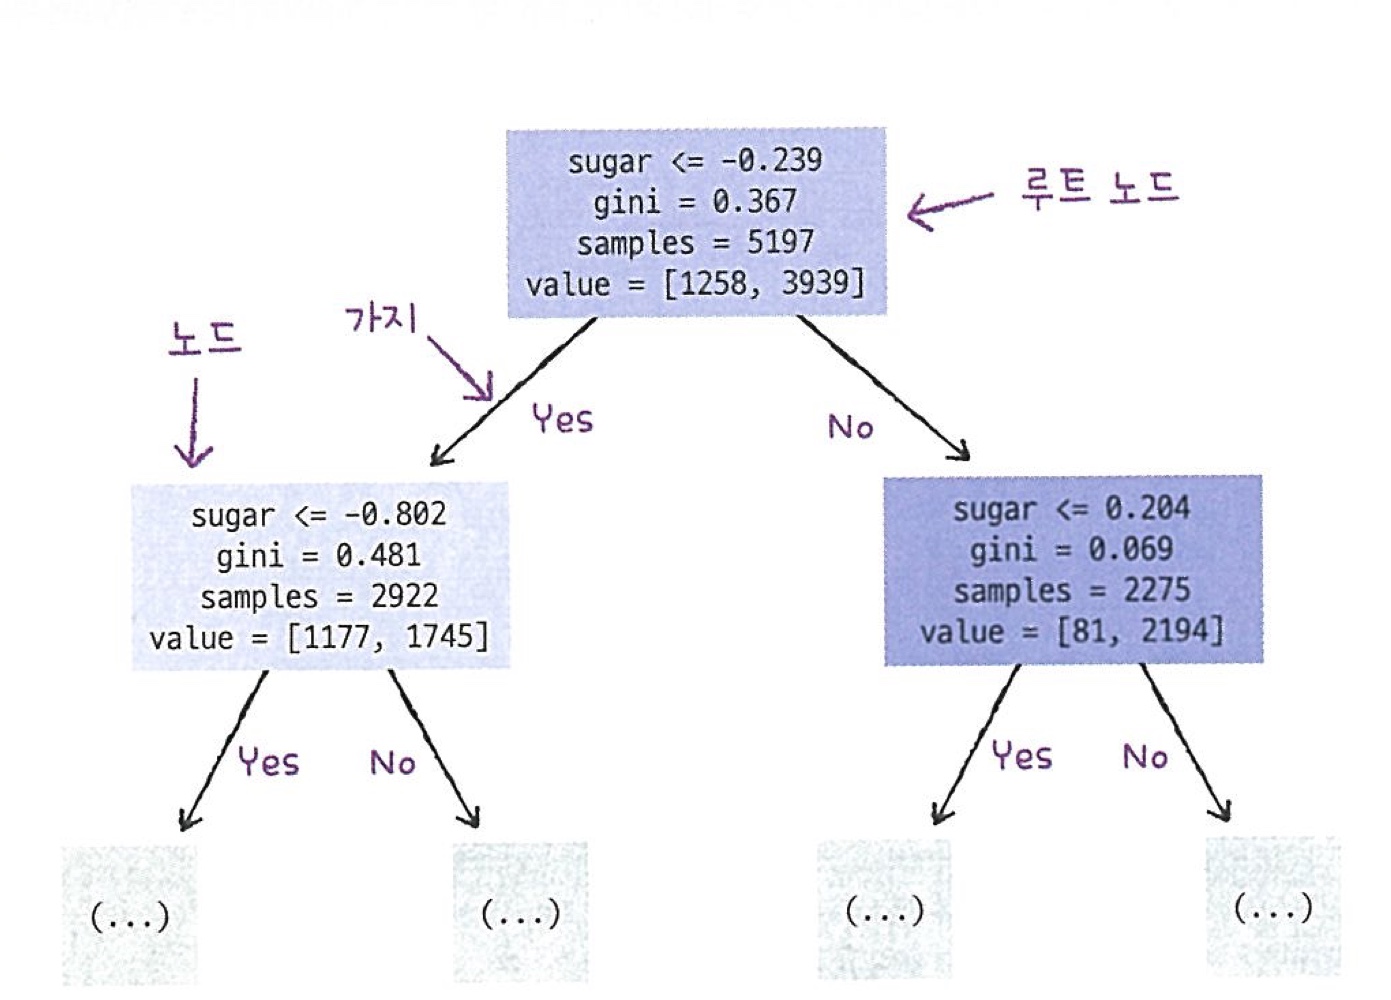 sugar <= -0.239
gini = 0.367
samples = 5197
value = [1258, 3939]
루트 노드
가지
노드
Yes
No
sugar <= -0.802
gini = 0.481
samples = 2922
value = [1177, 1745]
sugar <= 0.204
gini = 0.069
samples = 2275
value = [81, 2194]
Yes
No
Yes
No
(...)
(...)
(...)
(...)